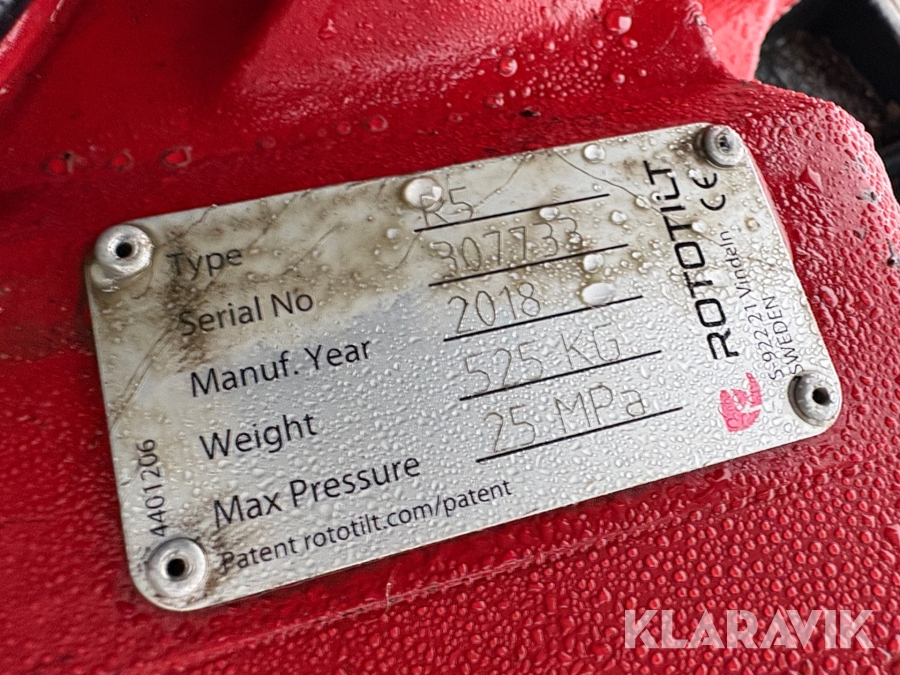 Type R5
Serial No 307733
Manuf. Year 2018
Weight 525 KG
Max Pressure 25 MPa
Patent rototilt.com/patent
4401206
ROTOTILT CE
S-922 21 Vindeln
SWEDEN
KLARAVIK